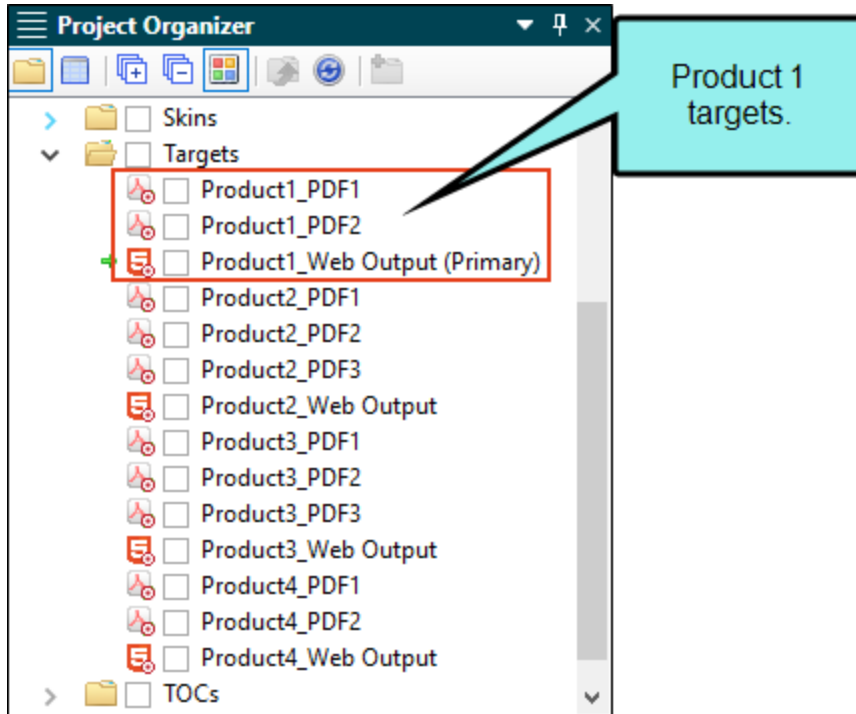 Project Organizer
Product 1
targets.
Skins
Targets
Product1_PDF1
Product1_PDF2
Product1_Web Output (Primary)
Product2_PDF1
Product2_PDF2
Product2_PDF3
Product2_Web Output
Product3_PDF1
Product3_PDF2
Product3_PDF3
Product3_Web Output
Product4_PDF1
Product4_PDF2
Product4_Web Output
TOCs